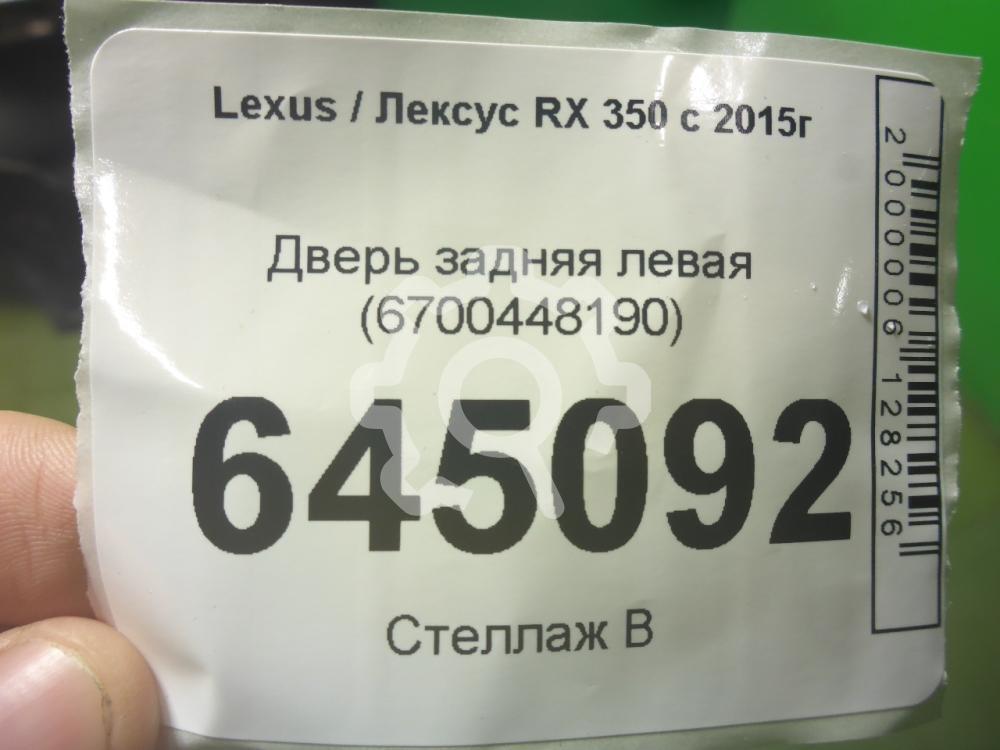 Lexus / Лексус RX 350 с 2015г
Дверь задняя левая
(6700448190)
645092
Стеллаж В
2000006128256